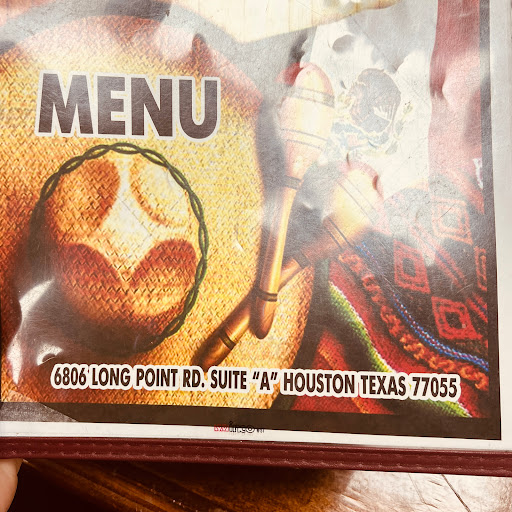 MENU
6806 LONG POINT RD. SUITE "A" HOUSTON TEXAS 77055